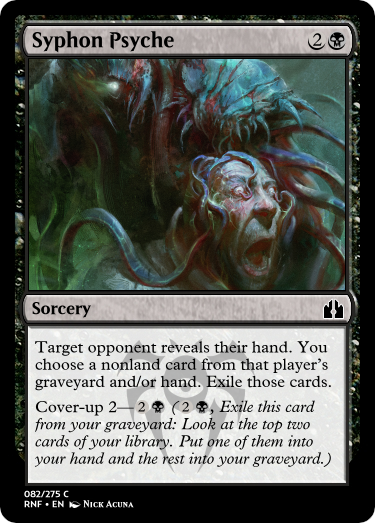 Syphon Psyche 2
Sorcery
Target opponent reveals their hand. You
choose a nonland card from that player's
graveyard and/or hand. Exile those cards.
Cover-up 2—2 (2, Exile this card
from your graveyard: Look at the top two
cards of your library. Put one of them into
your hand and the rest into your graveyard.)
082/275 C
RNF • EN Nick Acuna